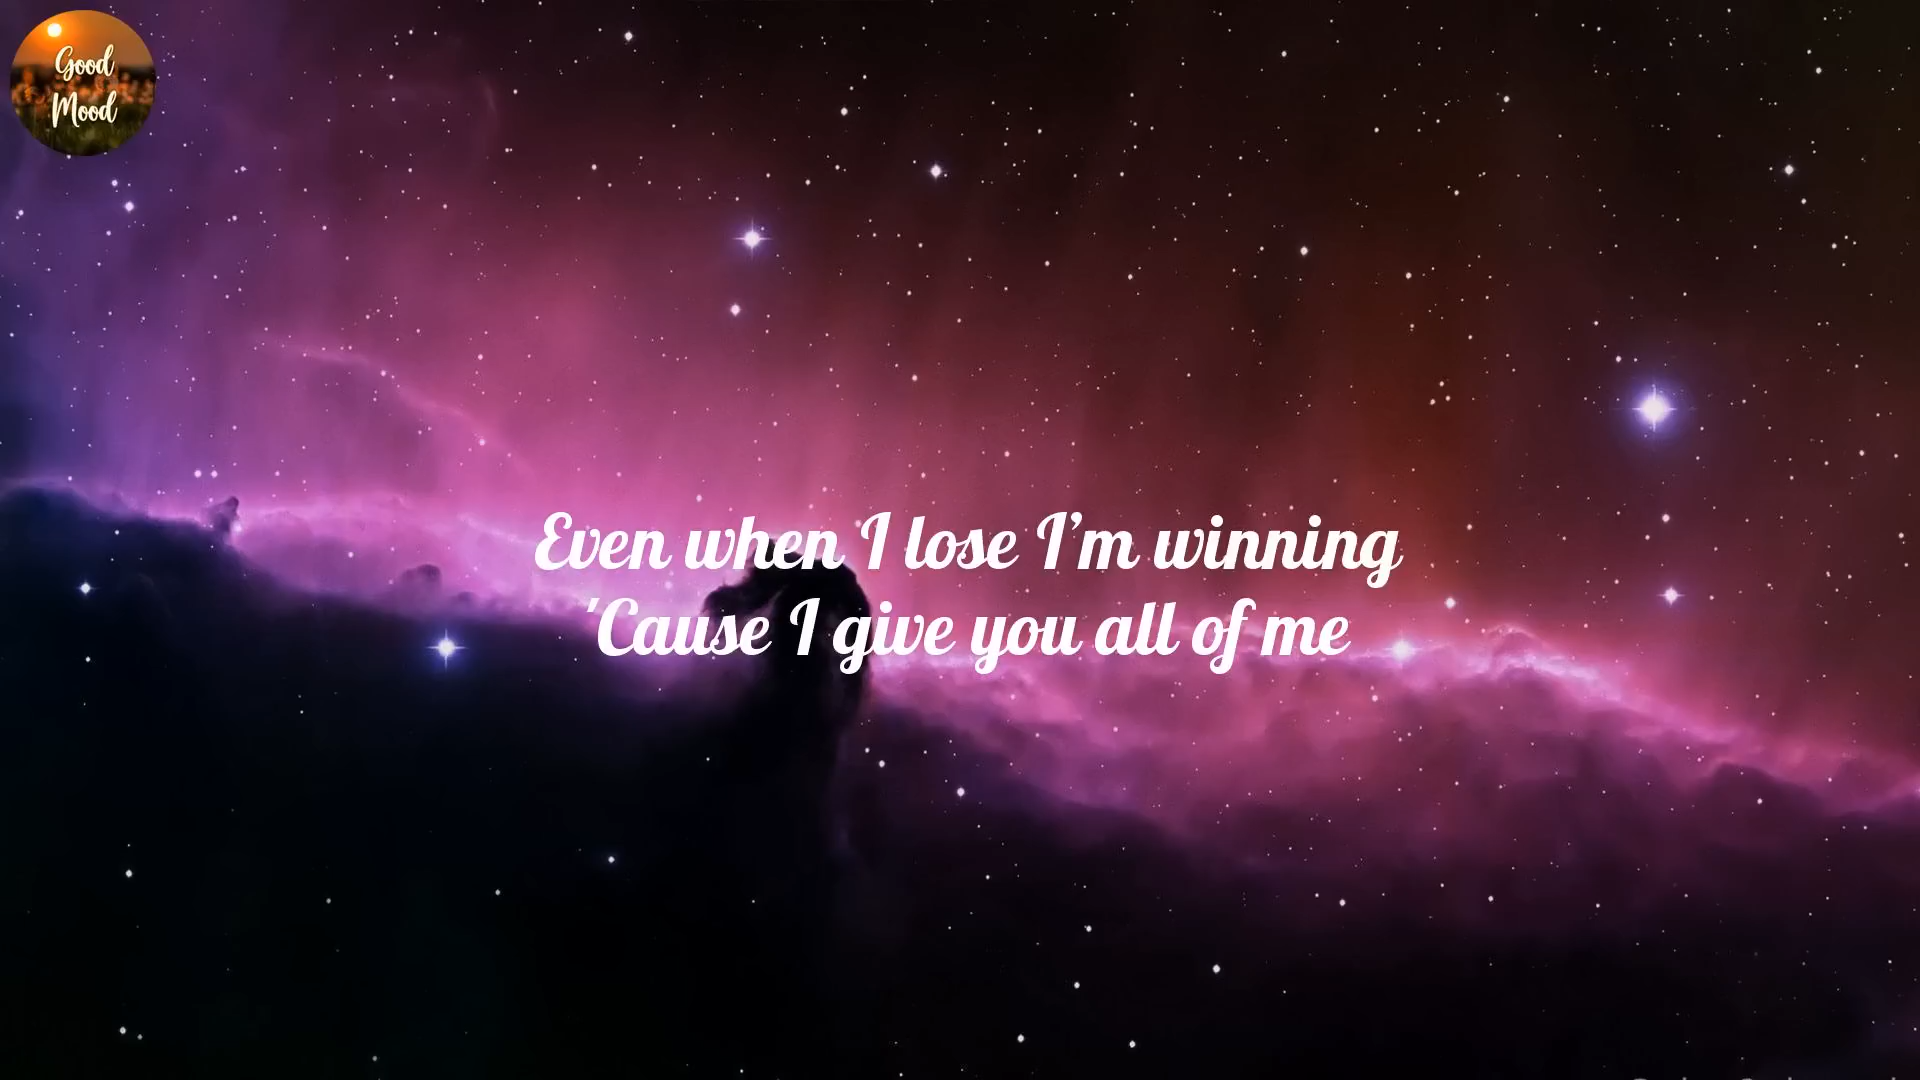 Good
Mood
Even when I lose I’m winning
'Cause I give you all of me